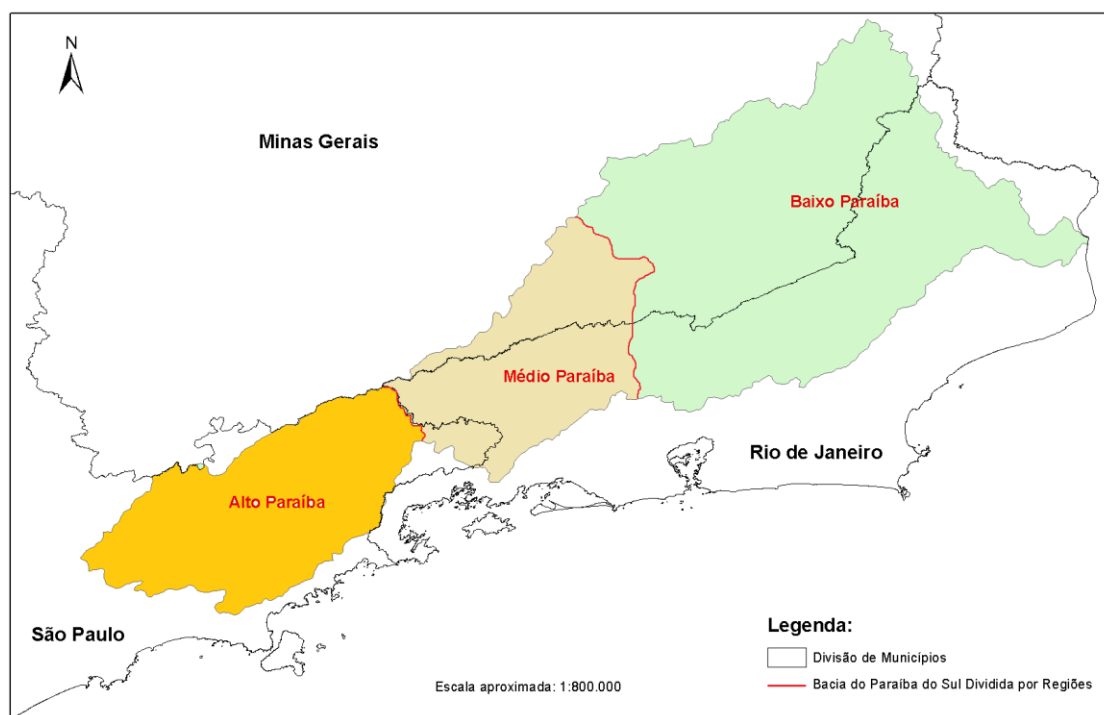 N
Minas Gerais
Baixo Paraíba
Médio Paraíba
Rio de Janeiro
Alto Paraíba
São Paulo
Legenda:
Divisão de Municípios
Bacia do Paraíba do Sul Dividida por Regiões
Escala aproximada: 1:800.000